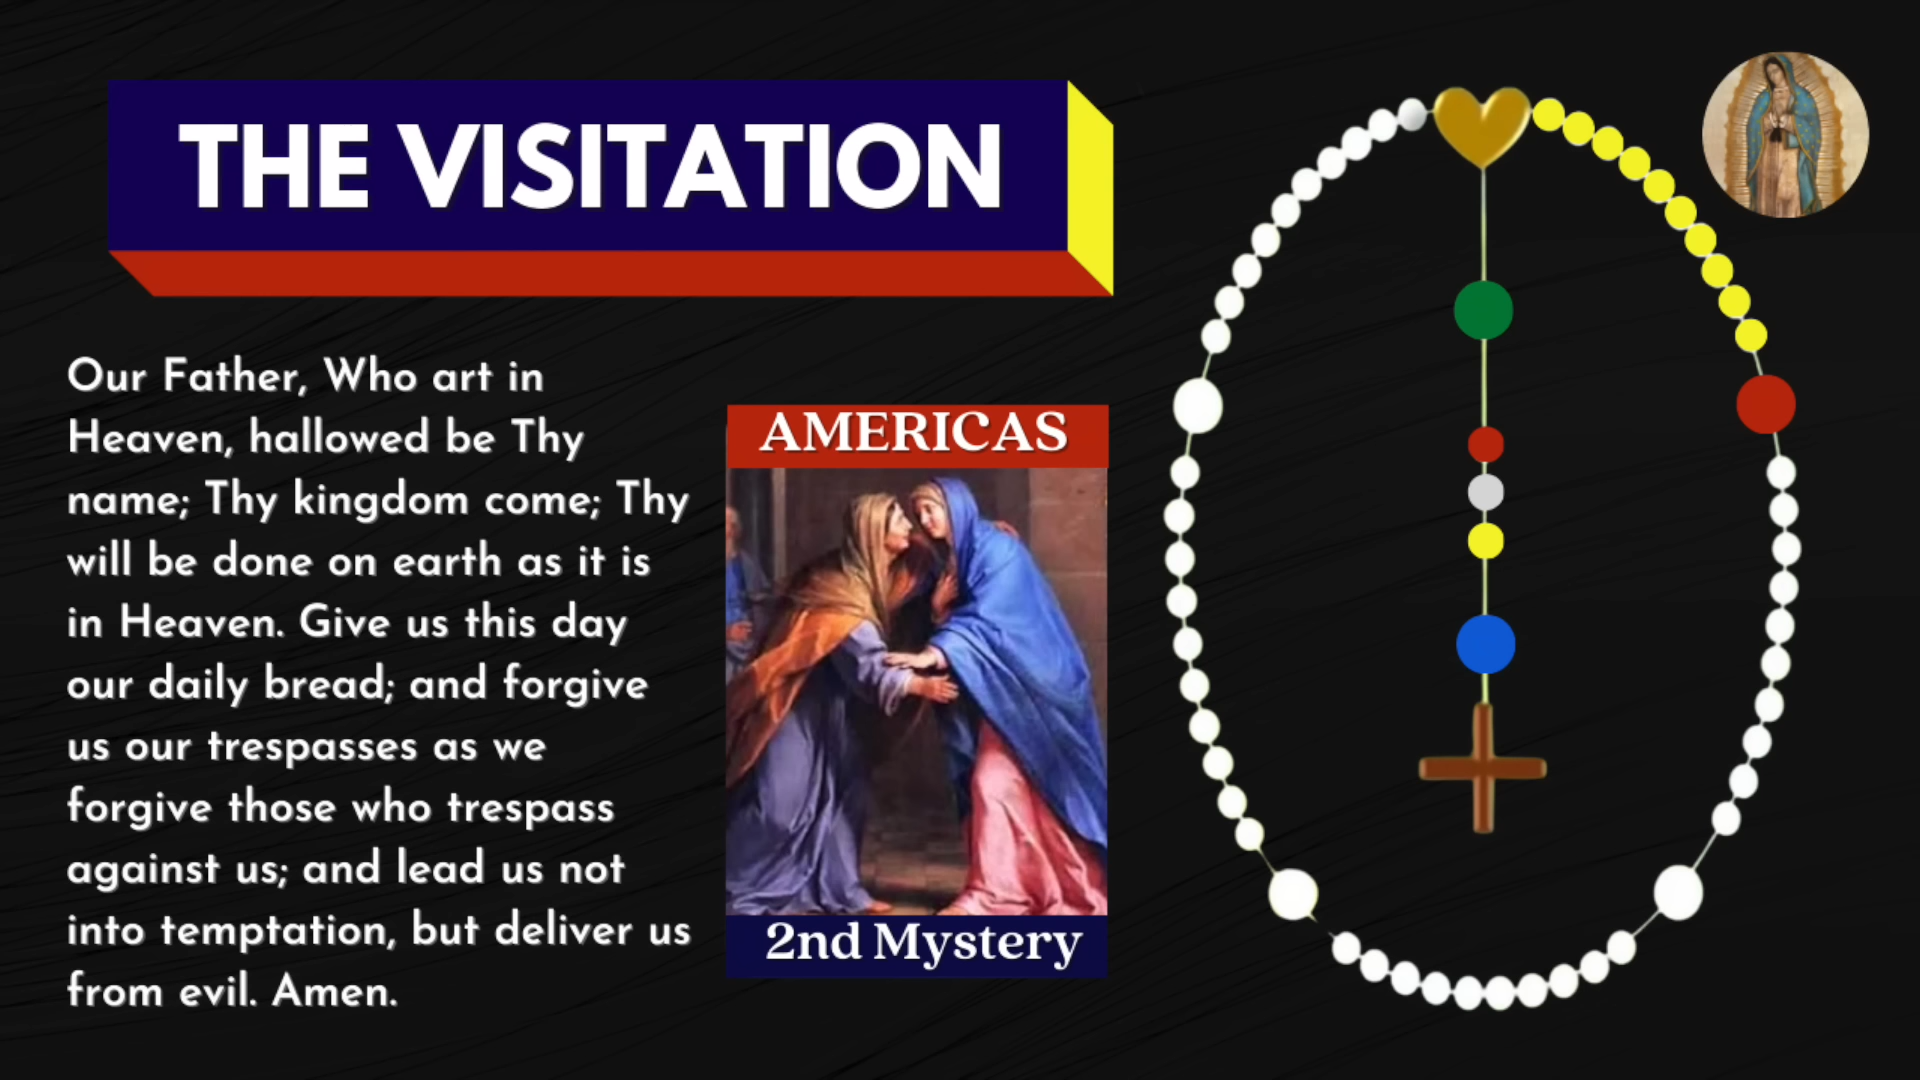 THE VISITATION
Our Father, Who art in
Heaven, hallowed be Thy
name; Thy kingdom come; Thy
will be done on earth as it is
in Heaven. Give us this day
our daily bread; and forgive
us our trespasses as we
forgive those who trespass
against us; and lead us not
into temptation, but deliver us
from evil. Amen.
AMERICAS
2nd Mystery